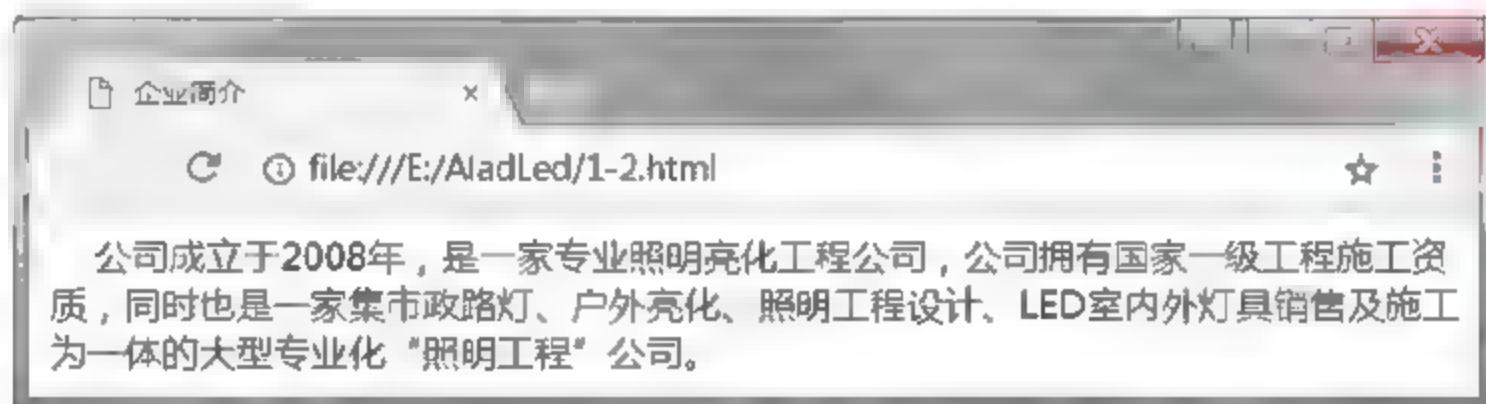 企业简介
file:///E:/AladLed/1-2.html
公司成立于2008年，是一家专业照明亮化工程公司，公司拥有国家一级工程施工资
质，同时也是一家集市政路灯、户外亮化、照明工程设计、LED室内外灯具销售及施工
为一体的大型专业化“照明工程”公司。